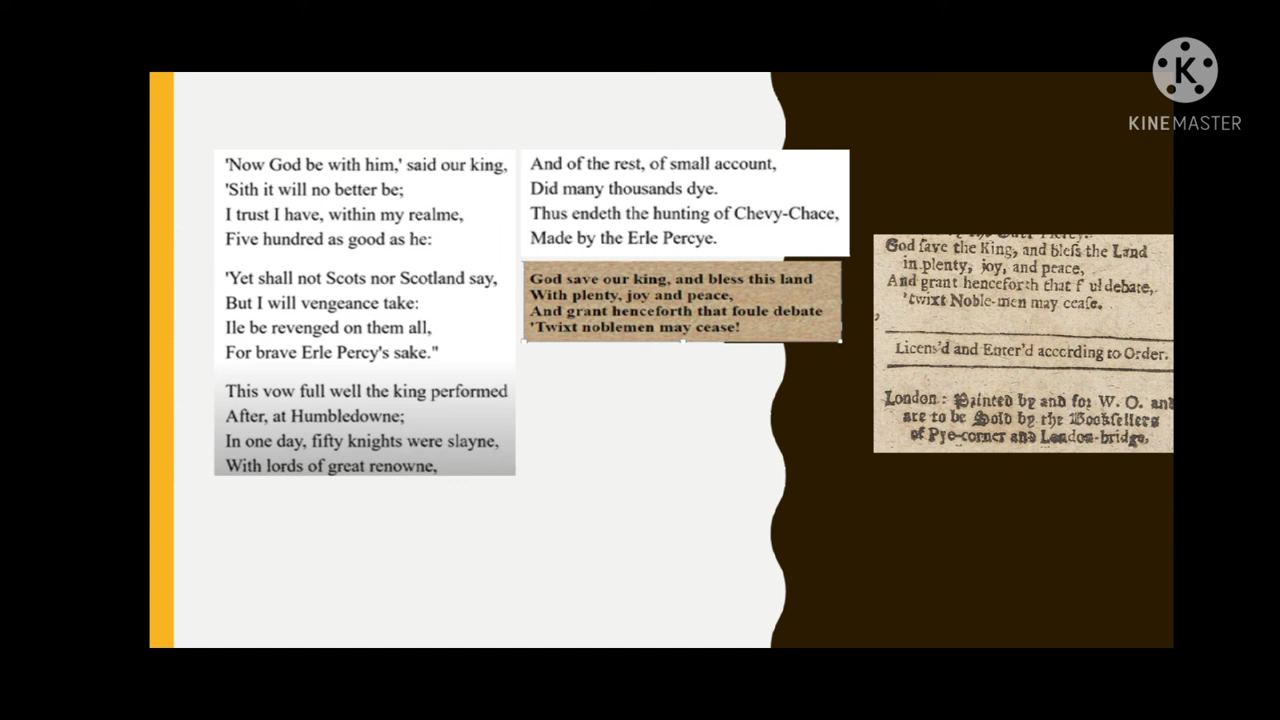 'Now God be with him,' said our king,
'Sith it will no better be;
I trust I have, within my realme,
Five hundred as good as he:
'Yet shall not Scots nor Scotland say,
But I will vengeance take:
Ile be revenged on them all,
For brave Erle Percy's sake."
This vow full well the king performed
After, at Humbledowne;
In one day, fifty knights were slayne,
With lords of great renowne,
And of the rest, of small account,
Did many thousands dye.
Thus endeth the hunting of Chevy-Chace,
Made by the Erle Percye.
God save our king, and bless this land
With plenty, joy and peace,
And grant henceforth that foule debate
'Twixt noblemen may cease!
God ſave the King, and bleſs the Land
in plenty, joy, and peace,
And grant henceforth that f ul debate,
'twixt Noble-men may ceaſe.
Licenſ'd and Enter'd according to Order.
London: Printed by and for W. O. and
are to be Sold by the Bookſellers
of Pye-corner and London-bridge,
KINEMASTER